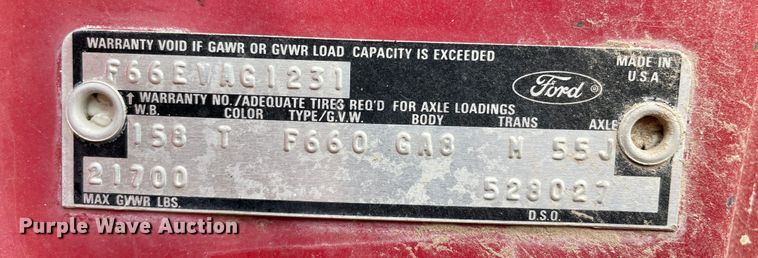 WARRANTY VOID IF GAWR OR GVWR LOAD CAPACITY IS EXCEEDED
MADE IN
U.S.A
F66EVAG1231
Ford ®
↑ WARRANTY NO./ADEQUATE TIRES REQ'D FOR AXLE LOADINGS
W.B. COLOR TYPE/G.V.W. BODY TRANS AXLE
158 T F660 GA8 M 55J
21700 528027
MAX GVWR LBS. D.S.O.
Purple Wave Auction